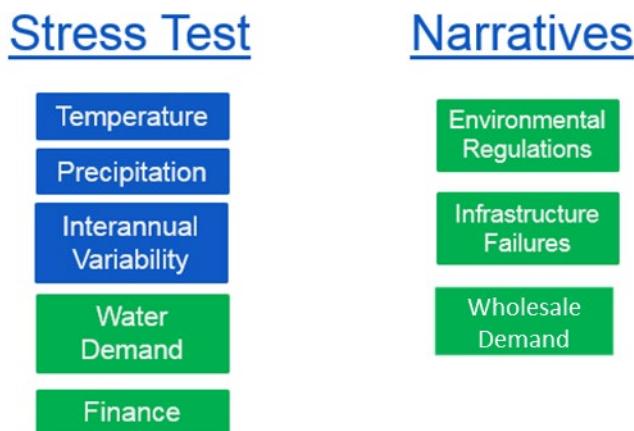 Stress Test
Temperature
Precipitation
Interannual
Variability
Water
Demand
Finance
Narratives
Environmental
Regulations
Infrastructure
Failures
Wholesale
Demand